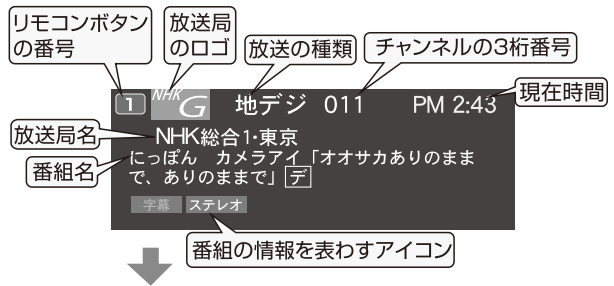 リモコンボタン
の番号
放送局
のロゴ
放送の種類
チャンネルの3桁番号
現在時間
1 NHK G 地デジ 011 PM 2:43
放送局名
NHK総合1・東京
番組名
にっぽん カメラアイ「オオサカありのまま
で、ありのままで」デ
字幕 ステレオ
番組の情報を表わすアイコン